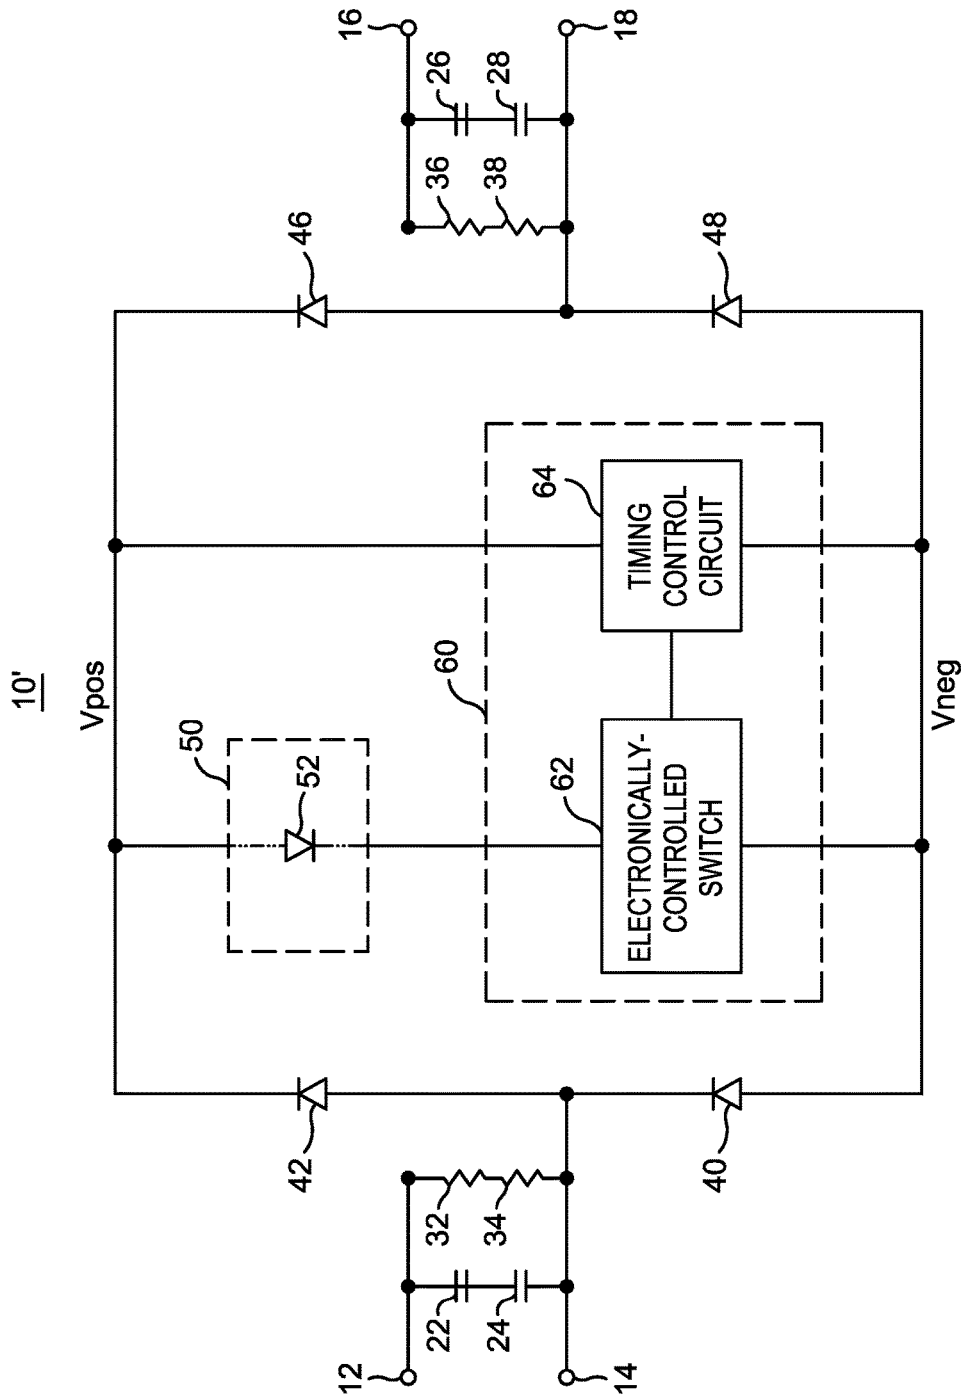 10'
Vpos
50
52
42
46
12
22
32
24
34
14
16
26
36
28
38
18
60
62
64
ELECTRONICALLY-
CONTROLLED
SWITCH
TIMING
CONTROL
CIRCUIT
40
48
Vneg